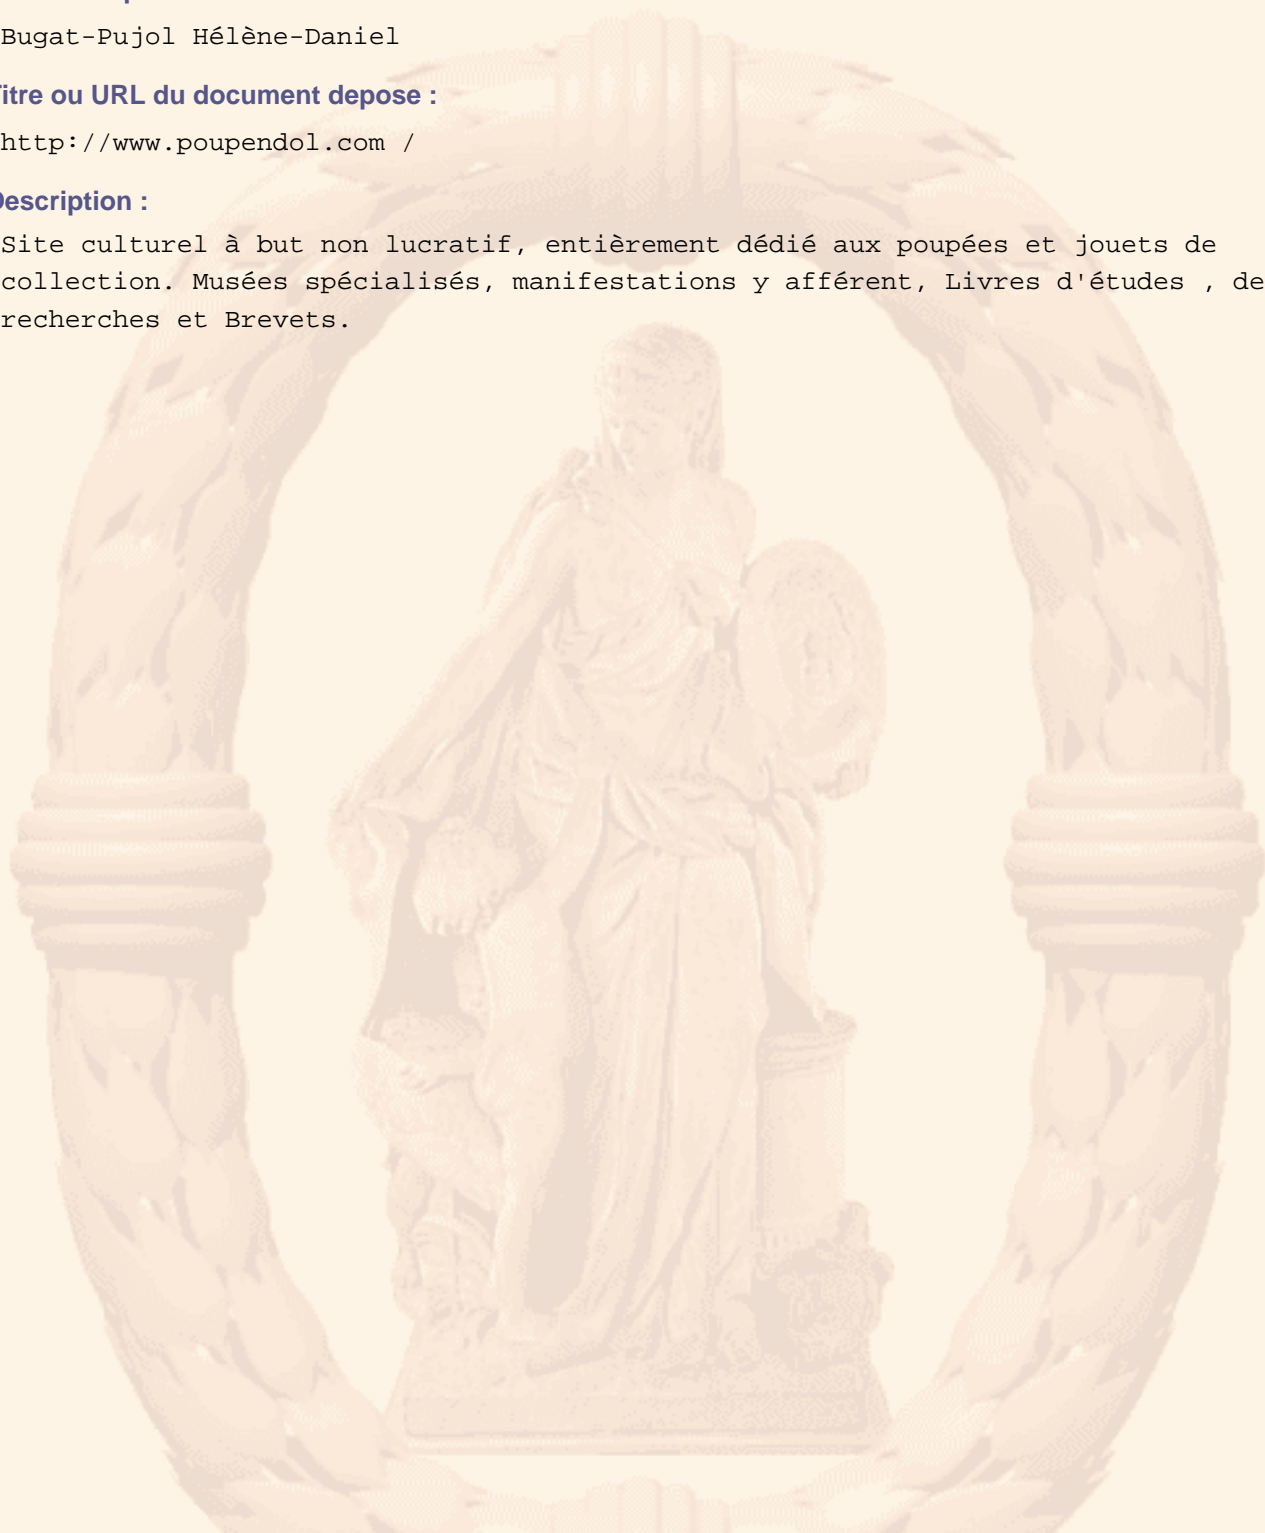 Bugat-Pujol Hélène-Daniel
itre ou URL du document depose :
http://www.poupendol.com /
escription :
Site culturel à but non lucratif, entièrement dédié aux poupées et jouets de
collection. Musées spécialisés, manifestations y afférent, Livres d'études , de
recherches et Brevets.